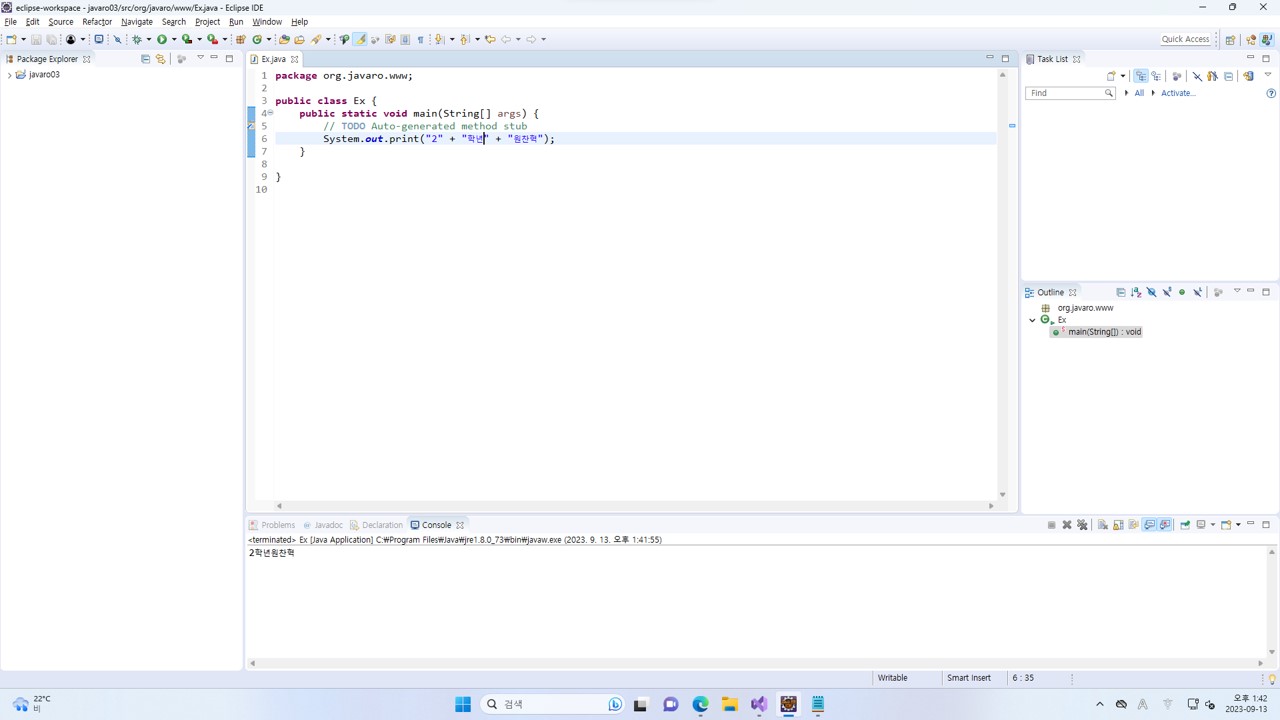 eclipse-workspace - javaro03/src/org/javaro/www/Ex.java - Eclipse IDE
File Edit Source Refactor Navigate Search Project Run Window Help
Quick Access
Package Explorer
javaro03
Ex.java
1 package org.javaro.www;
2
3 public class Ex {
4 public static void main(String[] args) {
5 // TODO Auto-generated method stub
6 System.out.print("2" + "학년" + "원찬혁");
7 }
8
9 }
10
Task List
Find All Activate...
Outline
org.javaro.www
Ex
main(String[]) : void
Problems Javadoc Declaration Console
<terminated> Ex [Java Application] C:₩Program Files₩Java₩jre1.8.0_73₩bin₩javaw.exe (2023. 9. 13. 오후 1:41:55)
2학년원찬혁
Writable Smart Insert 6 : 35
22°C
비
검색
오후 1:42
2023-09-13